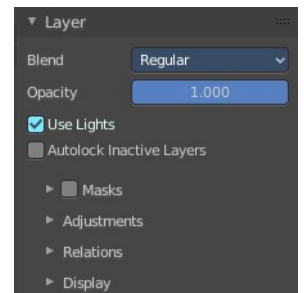 Layer
Blend Regular
Opacity 1.000
Use Lights
Autolock Inactive Layers
Masks
Adjustments
Relations
Display